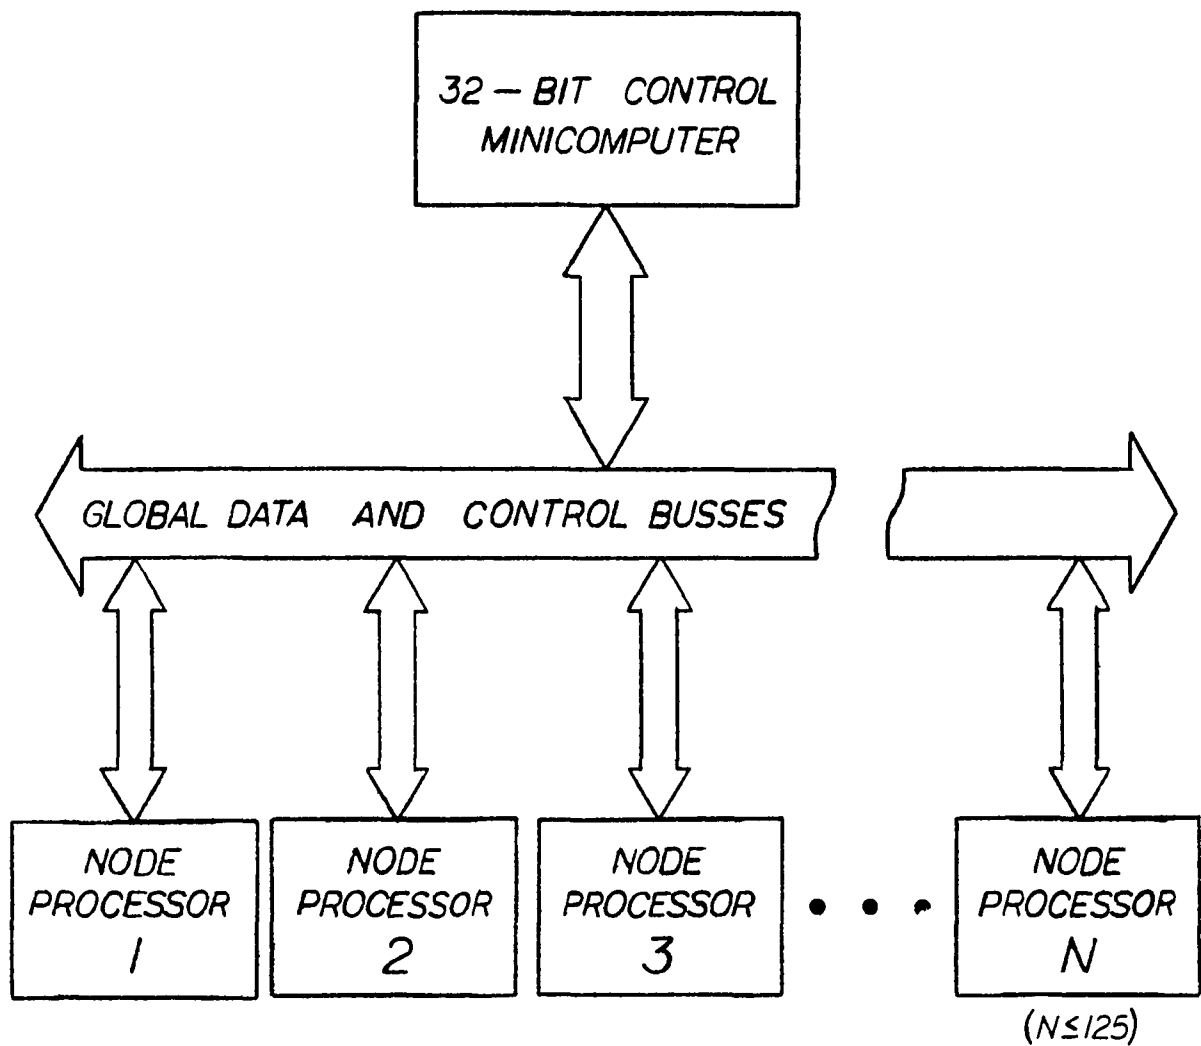 32 - BIT CONTROL
MINICOMPUTER
GLOBAL DATA AND CONTROL BUSSES
NODE
PROCESSOR
1
NODE
PROCESSOR
2
NODE
PROCESSOR
3
NODE
PROCESSOR
N
(N≤125)